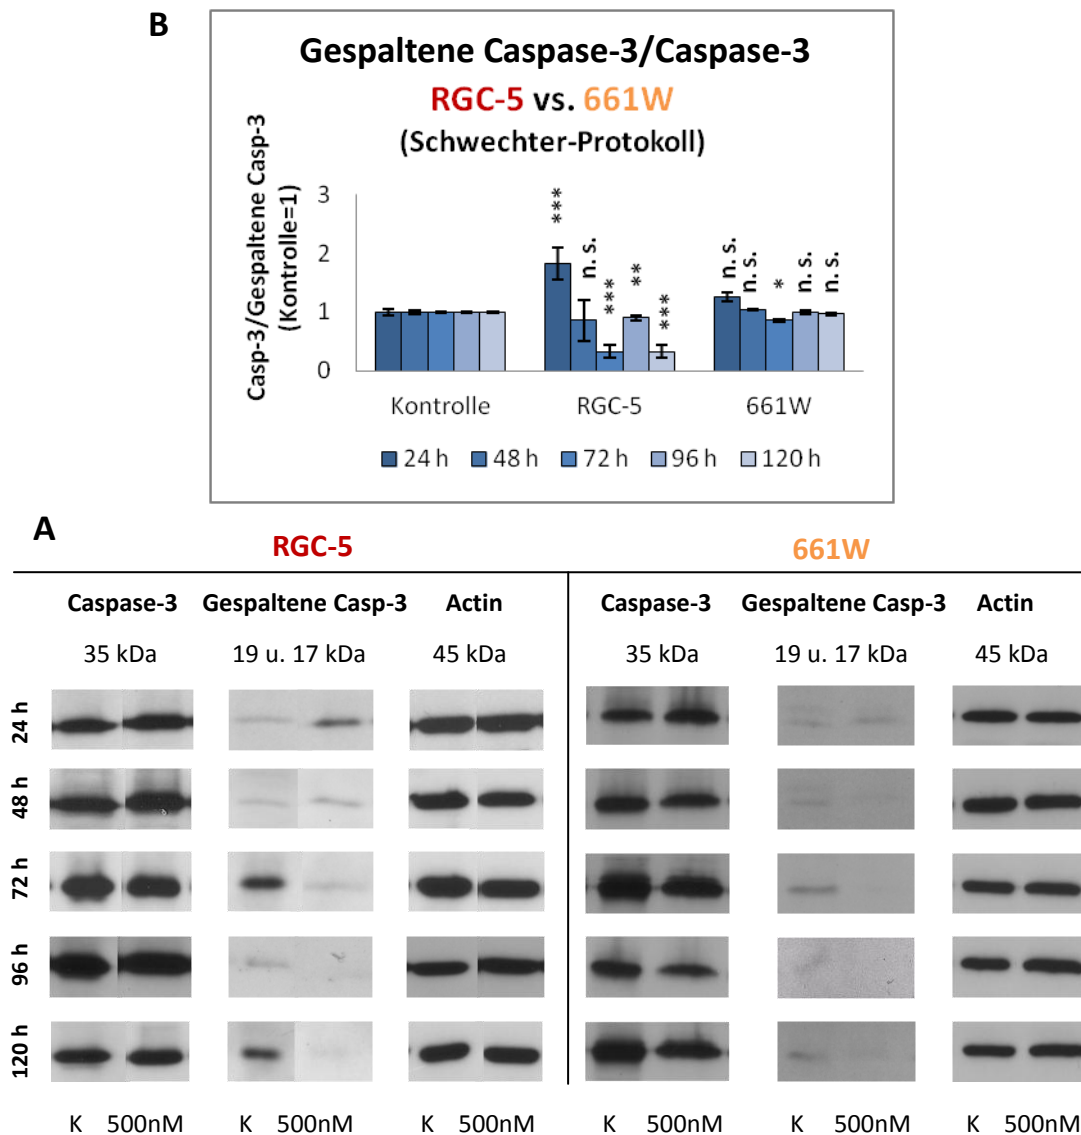 B
Gespaltene Caspase-3/Caspase-3
RGC-5 vs. 661W
(Schwechter-Protokoll)
Casp-3/Gespaltene Casp-3
(Kontrolle=1)
3
2
1
0
***
n. s.
***
**
***
n. s.
n. s.
*
n. s.
n. s.
Kontrolle RGC-5 661W
24 h 48 h 72 h 96 h 120 h
A
RGC-5 661W
Caspase-3 Gespaltene Casp-3 Actin Caspase-3 Gespaltene Casp-3 Actin
35 kDa 19 u. 17 kDa 45 kDa 35 kDa 19 u. 17 kDa 45 kDa
24 h
48 h
72 h
96 h
120 h
K 500nM K 500nM K 500nM K 500nM K 500nM K 500nM